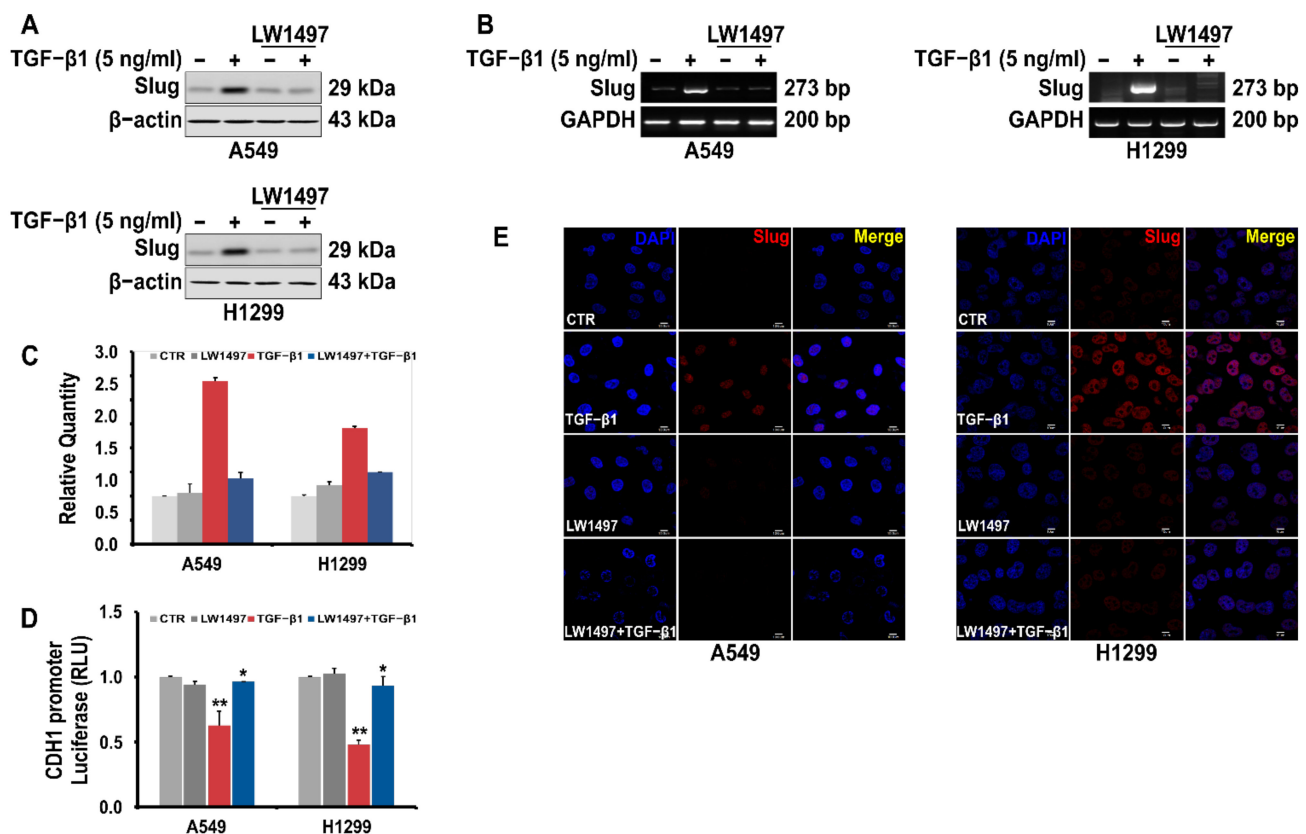 A
LW1497
TGF−β1 (5 ng/ml) − + − +
Slug 29 kDa
β−actin 43 kDa
A549
LW1497
TGF−β1 (5 ng/ml) − + − +
Slug 29 kDa
β−actin 43 kDa
H1299
B
LW1497
TGF−β1 (5 ng/ml) − + − +
Slug 273 bp
GAPDH 200 bp
A549
LW1497
TGF−β1 (5 ng/ml) − + − +
Slug 273 bp
GAPDH 200 bp
H1299
C
CTR LW1497 TGF−β1 LW1497+TGF−β1
Relative Quantity
3.0
2.5
2.0
1.5
1.0
0.5
0.0
A549 H1299
D
CTR LW1497 TGF−β1 LW1497+TGF−β1
CDH1 promoter
Luciferase (RLU)
1.5
1.0
0.5
0.0
** *
** *
A549 H1299
E
DAPI Slug Merge
CTR
TGF−β1
LW1497
LW1497+TGF−β1
A549
DAPI Slug Merge
CTR
TGF−β1
LW1497
LW1497+TGF−β1
H1299